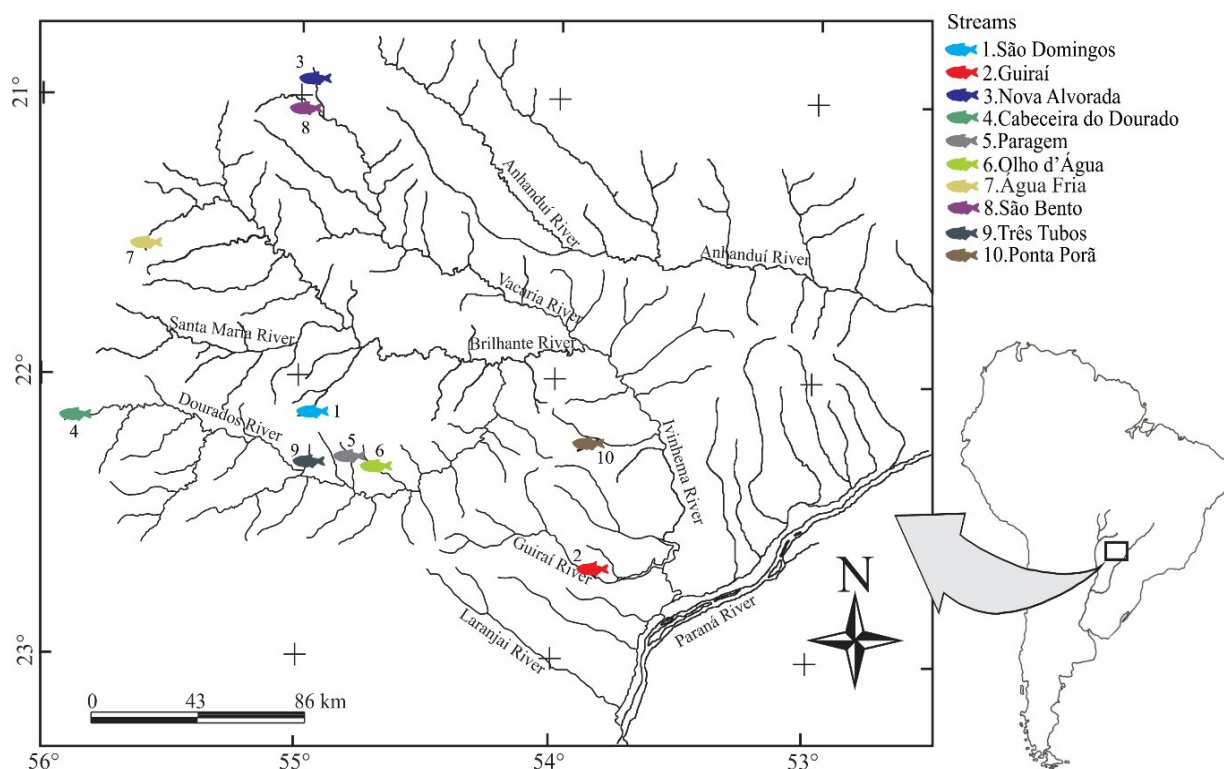 Streams
1.São Domingos
2.Guiraí
3.Nova Alvorada
4.Cabeceira do Dourado
5.Paragem
6.Olho d'Água
7.Água Fria
8.São Bento
9.Três Tubos
10.Ponta Porã
3
8
21°
Anhanduí River
7
Anhanduí River
Vacaria River
Santa Maria River
Brilhante River
22°
4
Dourados River
1
9
5
6
10
Ivinhema River
Guiraí River
2
N
Laranjai River
Paraná River
23°
0 43 86 km
56° 55° 54° 53°